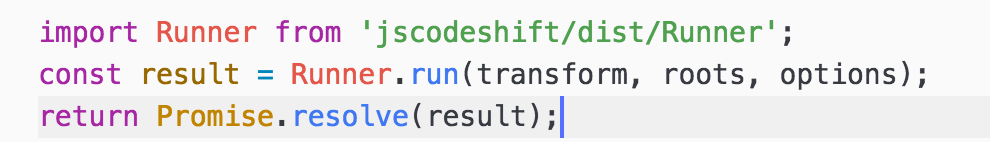 import Runner from 'jscodeshift/dist/Runner';
const result = Runner.run(transform, roots, options);
return Promise.resolve(result);